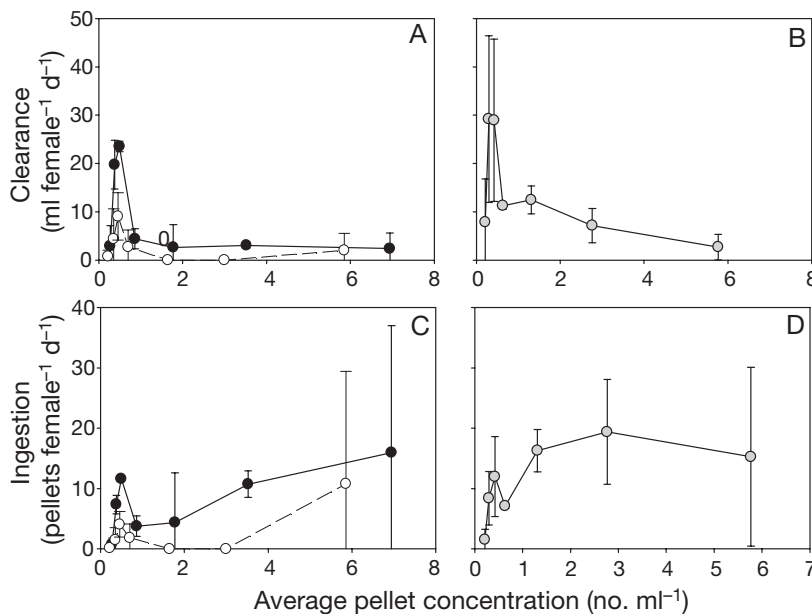 50
40
30
20
10
0
Clearance
(ml female⁻¹ d⁻¹)
A
0
0 2 4 6 8
B
0 2 4 6 8
40
30
20
10
0
Ingestion
(pellets female⁻¹ d⁻¹)
C
0 2 4 6 8
D
0 1 2 3 4 5 6 7
Average pellet concentration (no. ml⁻¹)